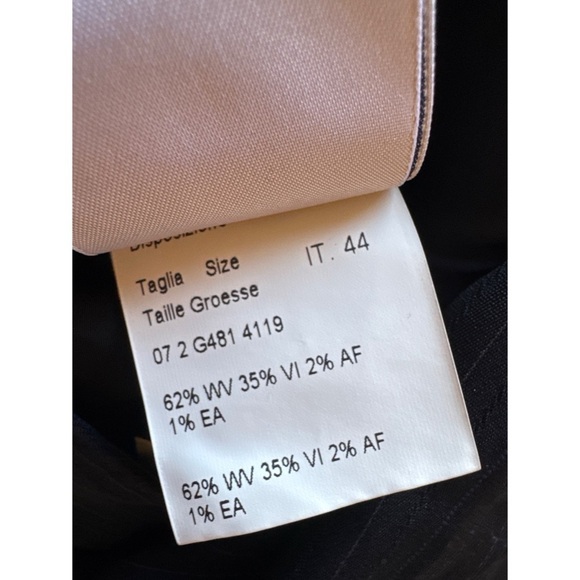 Taglia Size IT. 44
Taille Groesse
07 2 G481 4119
62% WV 35% VI 2% AF
1% EA
62% WV 35% VI 2% AF
1% EA